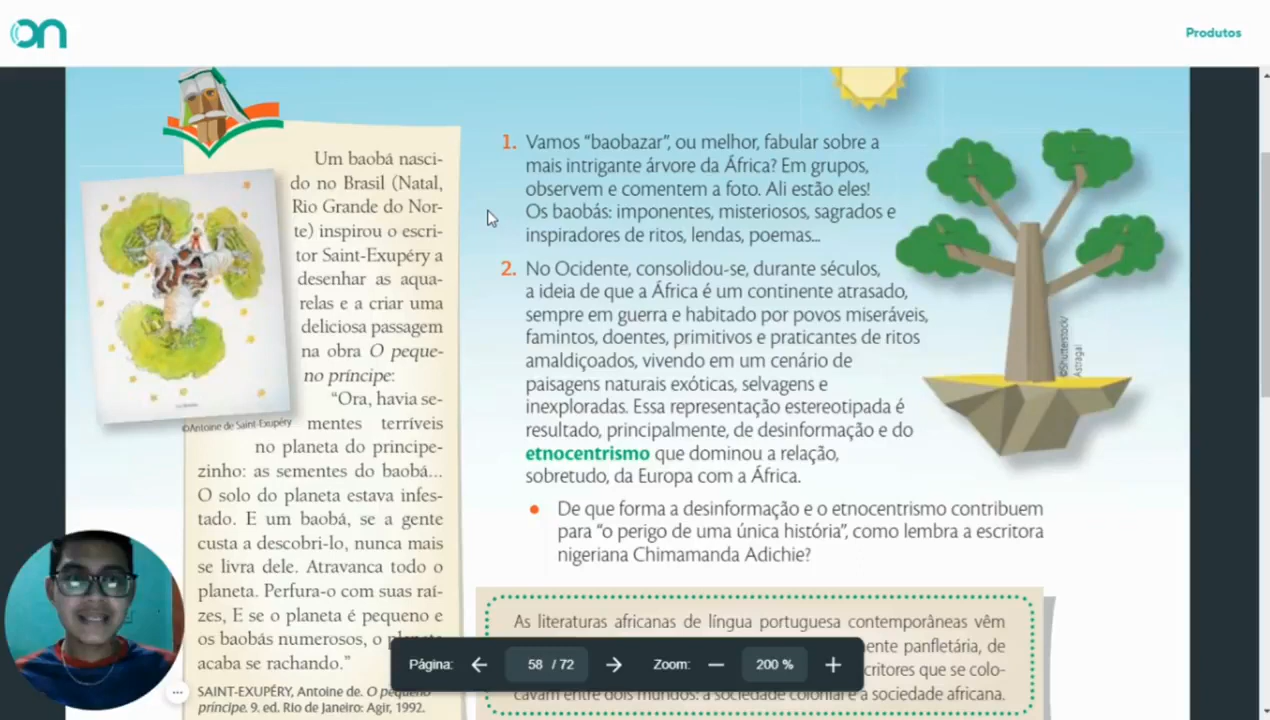 on
Produtos
Um baobá nasci-
do no Brasil (Natal,
Rio Grande do Nor-
te) inspirou o escri-
tor Saint-Exupéry a
desenhar as aqua-
relas e a criar uma
deliciosa passagem
na obra O peque-
no príncipe:
“Ora, havia se-
mentes terríveis
no planeta do principe-
zinho: as sementes do baobá...
O solo do planeta estava infes-
tado. E um baobá, se a gente
custa a descobri-lo, nunca mais
se livra dele. Atravanca todo o
planeta. Perfura-o com suas raí-
zes, E se o planeta é pequeno e
os baobás numerosos, o planeta
acaba se rachando.”
SAINT-EXUPÉRY, Antoine de. O pequeno
príncipe. 9. ed. Rio de Janeiro: Agir, 1992.
©Antoine de Saint-Exupéry
1. Vamos “baobazar”, ou melhor, fabular sobre a
mais intrigante árvore da África? Em grupos,
observem e comentem a foto. Ali estão eles!
Os baobás: imponentes, misteriosos, sagrados e
inspiradores de ritos, lendas, poemas...
2. No Ocidente, consolidou-se, durante séculos,
a ideia de que a África é um continente atrasado,
sempre em guerra e habitado por povos miseráveis,
famintos, doentes, primitivos e praticantes de ritos
amaldiçoados, vivendo em um cenário de
paisagens naturais exóticas, selvagens e
inexploradas. Essa representação estereotipada é
resultado, principalmente, de desinformação e do
etnocentrismo que dominou a relação,
sobretudo, da Europa com a África.
• De que forma a desinformação e o etnocentrismo contribuem
para “o perigo de uma única história”, como lembra a escritora
nigeriana Chimamanda Adichie?
©Shutterstock/
Astragal
As literaturas africanas de língua portuguesa contemporâneas vêm
mente panfletária, de
critores que se colo-
cavam entre dois mundos: a sociedade colonial e a sociedade africana.
Página: 58 / 72 Zoom: 200 %